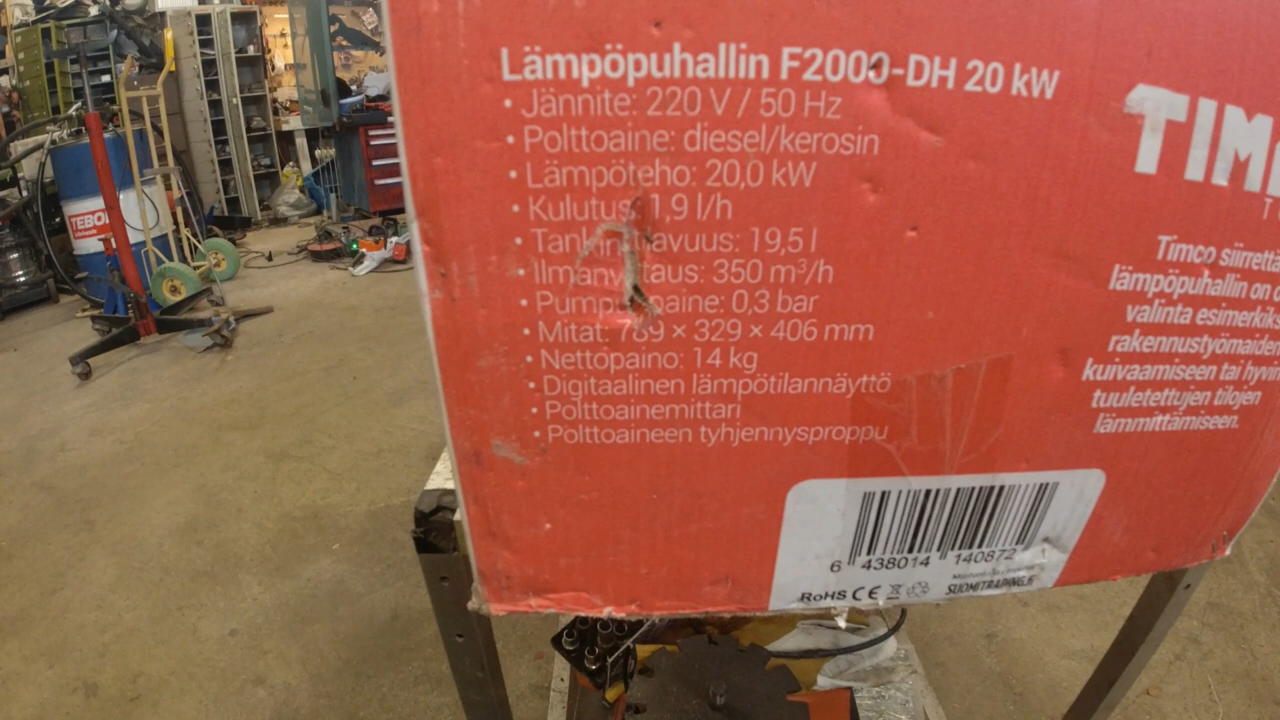 Lämpöpuhallin F2000-DH 20 kW
• Jännite: 220 V / 50 Hz
• Polttoaine: diesel/kerosin
• Lämpöteho: 20,0 kW
• Kulutus: 1,9 l/h
• 19,5 l
• 350 m³/h
• 0,3 bar
• Mitat: 789 × 329 × 406 mm
• Nettopaino: 14 kg
• Digitaalinen lämpötilannäyttö
• Polttoainemittari
• Polttoaineen tyhjennysproppu
TIM
Timco siirrettä
lämpöpuhallin on
valinta esimerkiks
rakennustyömaiden
kuivaamiseen tai hyvin
tuuletettujen tilojen
lämmittämiseen.
6 438014 140872
RoHS CE
SUOMITRADING.FI
TEBO